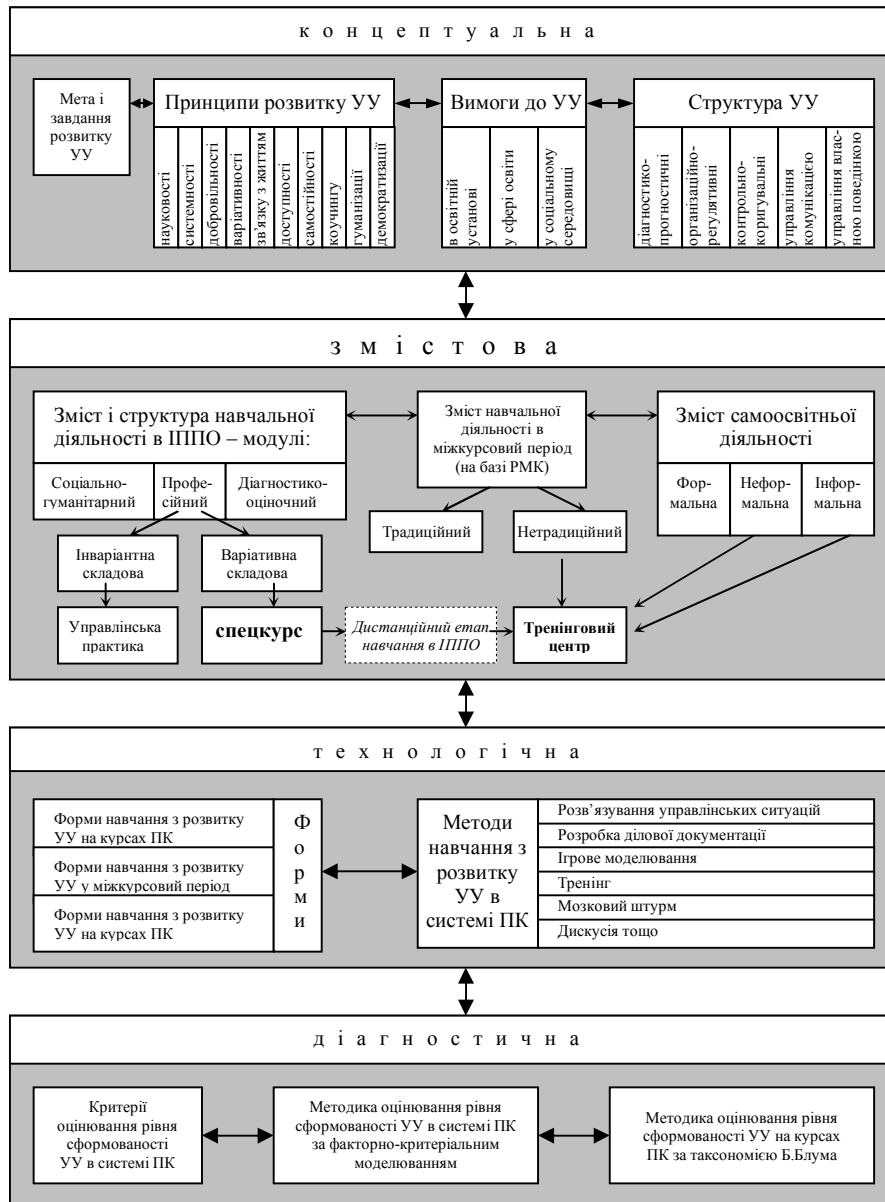 концептуальна
Мета і
завдання
розвитку
УУ
Принципи розвитку УУ
науковості
системності
добровільності
варіативності
зв'язку з життям
доступності
самостійності
коучингу
гуманізації
демократизації
Вимоги до УУ
в освітній
установі
у сфері освіти
у соціальному
середовищі
Структура УУ
діагностико-
прогностичні
організаційно-
регулятивні
контрольно-
коригувальні
управління
комунікацією
управління влас-
ною поведінкою
змістова
Зміст і структура навчальної
діяльності в ІППО – модулі:
Соціально-
гуманітарний
Профе-
сійний
Діагностико-
оціночний
Зміст навчальної
діяльності в
міжкурсовий період
(на базі РМК)
Зміст самоосвітньої
діяльності
Фор-
мальна
Неформа-
льна
Інфор-
мальна
Традиційний
Нетрадиційний
Інваріантна
складова
Варіативна
складова
Управлінська
практика
спецкурс
Дистанційний етап
навчання в ІППО
Тренінговий
центр
технологічна
Форми навчання з розвитку
УУ на курсах ПК
Форми навчання з розвитку
УУ у міжкурсовий період
Форми навчання з розвитку
УУ на курсах ПК
Форми
Методи
навчання з
розвитку
УУ в
системі ПК
Розв’язування управлінських ситуацій
Розробка ділової документації
Ігрове моделювання
Тренінг
Мозковий штурм
Дискусія тощо
діагностична
Критерії
оцінювання рівня
сформованості
УУ в системі ПК
Методика оцінювання рівня
сформованості УУ в системі ПК
за факторно-критеріальним
моделюванням
Методика оцінювання рівня
сформованості УУ на курсах
ПК за таксономією Б.Блума